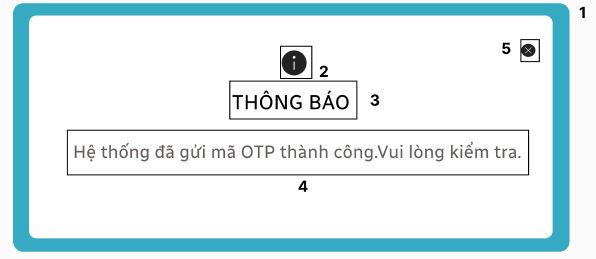 1
5
2
THÔNG BÁO 3
Hệ thống đã gửi mã OTP thành công.Vui lòng kiểm tra.
4